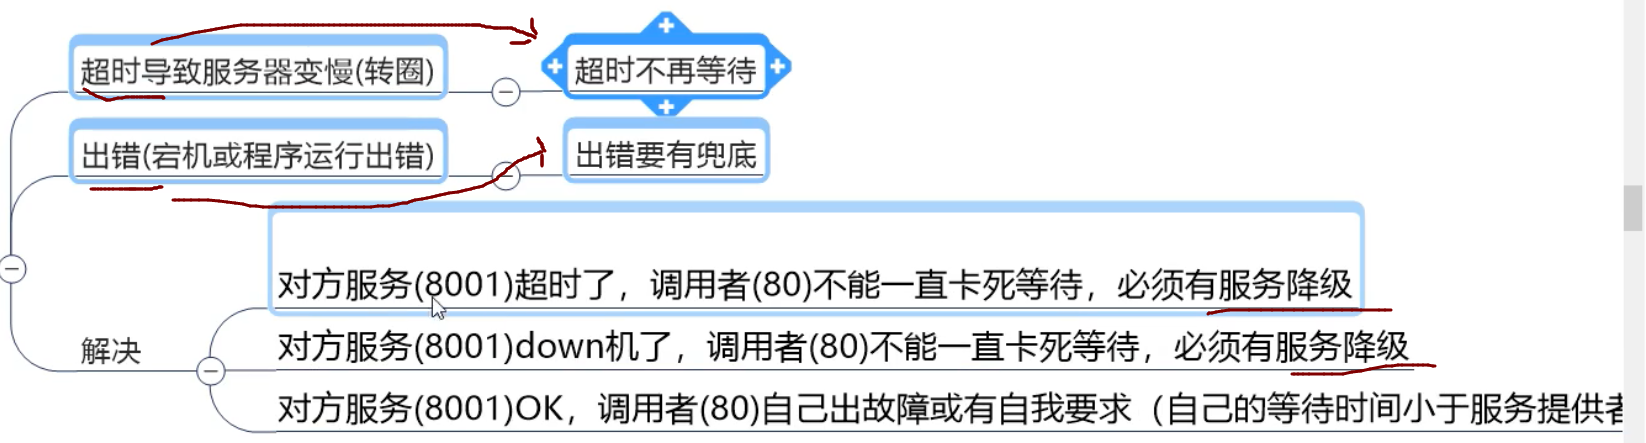 超时导致服务器变慢(转圈)
超时不再等待
出错(宕机或程序运行出错)
出错要有兜底
对方服务(8001)超时了，调用者(80)不能一直卡死等待，必须有服务降级
解决
对方服务(8001)down机了，调用者(80)不能一直卡死等待，必须有服务降级
对方服务(8001)OK，调用者(80)自己出故障或有自我要求（自己的等待时间小于服务提供者